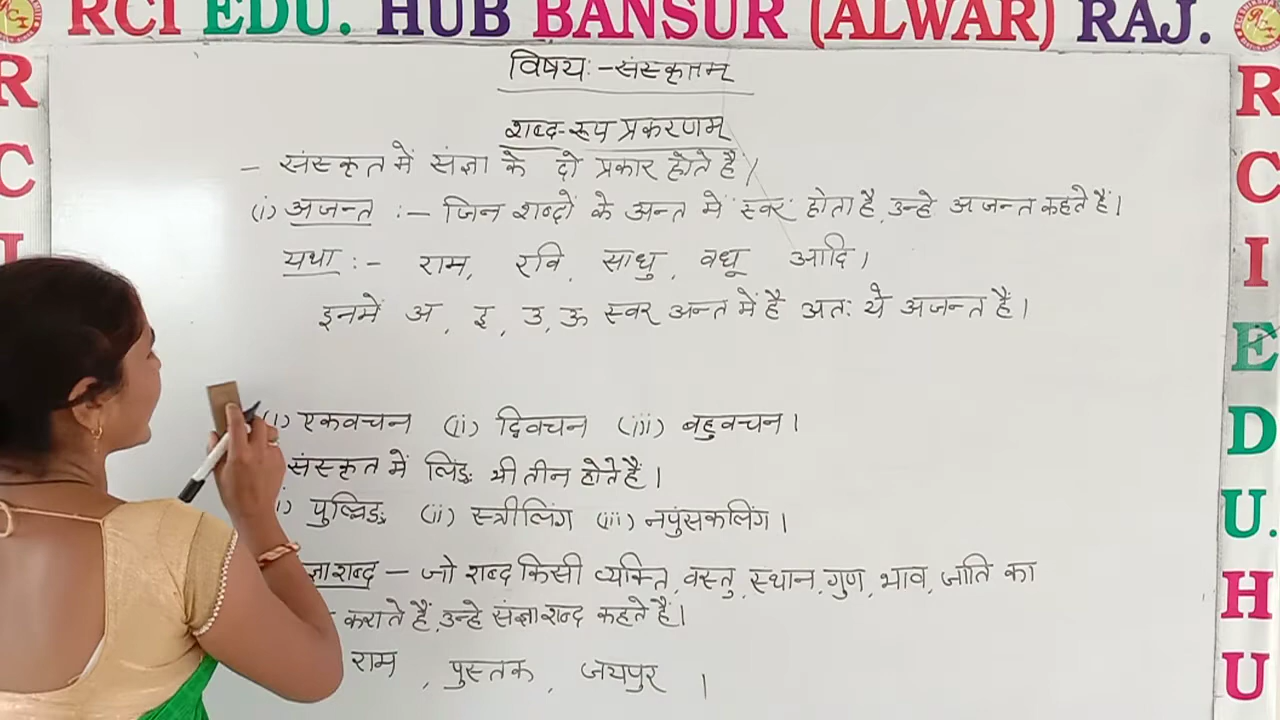 RCI EDU. HUB BANSUR (ALWAR) RAJ.
विषयः - संस्कृतम्
शब्द-रूप प्रकरणम्
- संस्कृत में संज्ञा के दो प्रकार होते है।
(i) अजन्त :- जिन शब्दों के अन्त में स्वर होता है, उन्हे अजन्त कहते हैं।
यथा :- राम, रवि, साधु, वधू आदि।
इनमें अ, इ, उ, ऊ स्वर अन्त में है अतः ये अजन्त है।
(i) एकवचन (ii) द्विवचन (iii) बहुवचन।
संस्कृत में लिङ्ग भी तीन होते हैं।
i) पुल्लिङ्ग (ii) स्त्रीलिंग (iii) नपुंसकलिंग।
ज्ञा शब्द - जो शब्द किसी व्यक्ति, वस्तु, स्थान, गुण, भाव, जाति का
कराते हैं, उन्हे संज्ञा शब्द कहते हैं।
राम, पुस्तक, जयपुर ।
R C I
R C I E D U. H U